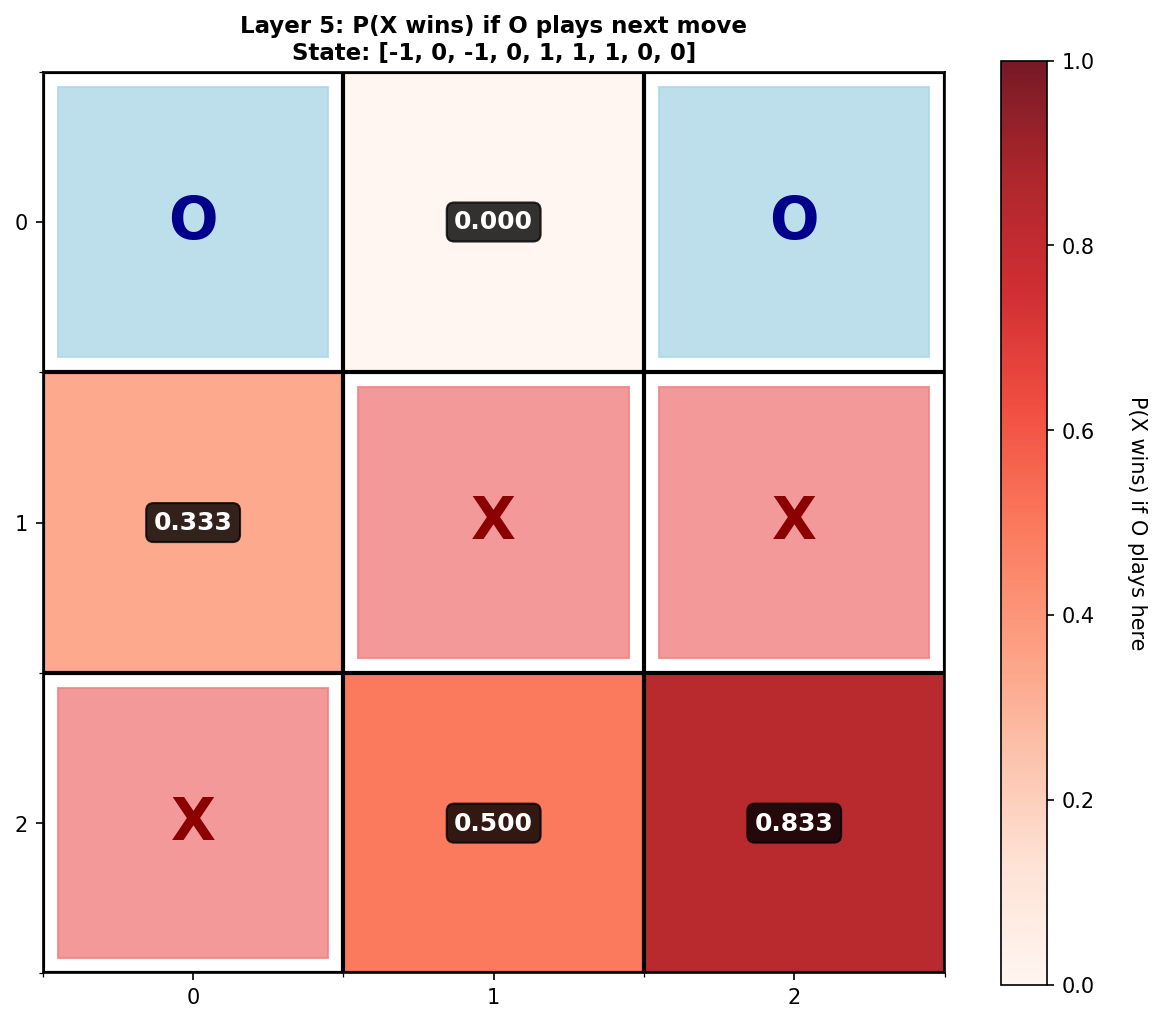 Layer 5: P(X wins) if O plays next move
State: [-1, 0, -1, 0, 1, 1, 1, 0, 0]
O
0.000
O
0.333
X
X
X
0.500
0.833
0
1
2
0
1
2
1.0
0.8
0.6
0.4
0.2
0.0
P(X wins) if O plays here